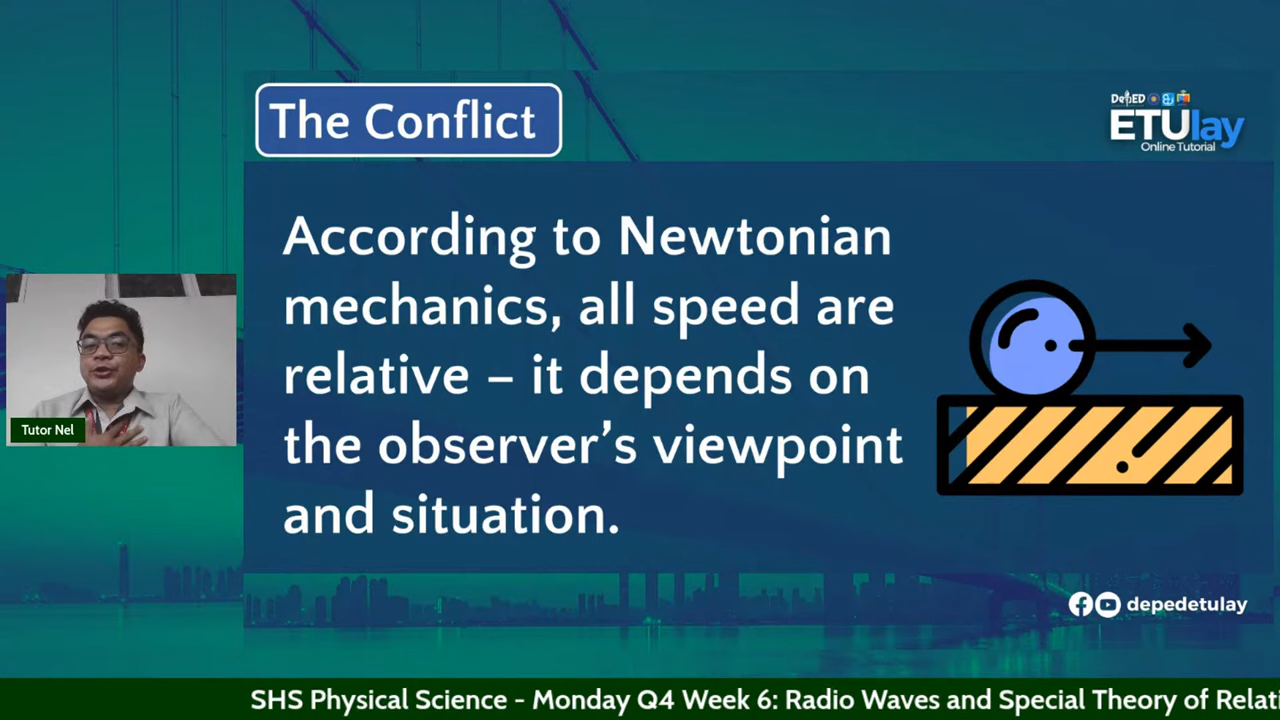 The Conflict
DepED
ETUlay
Online Tutorial
According to Newtonian
mechanics, all speed are
relative – it depends on
the observer’s viewpoint
and situation.
Tutor Nel
depedetulay
SHS Physical Science - Monday Q4 Week 6: Radio Waves and Special Theory of Relati